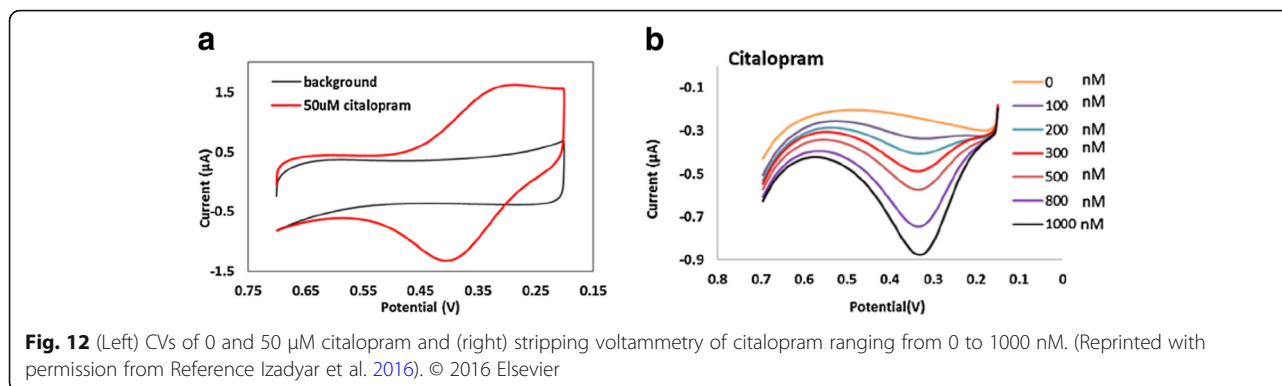 a
background
50uM citalopram
1.5
0.5
-0.5
-1.5
Current (µA)
0.75 0.65 0.55 0.45 0.35 0.25 0.15
Potential (V)
b
Citalopram
-0.1
-0.3
-0.5
-0.7
-0.9
Current (µA)
0.8 0.7 0.6 0.5 0.4 0.3 0.2 0.1 0
Potential(V)
0 nM
100 nM
200 nM
300 nM
500 nM
800 nM
1000 nM
Fig. 12 (Left) CVs of 0 and 50 µM citalopram and (right) stripping voltammetry of citalopram ranging from 0 to 1000 nM. (Reprinted with
permission from Reference Izadyar et al. 2016). © 2016 Elsevier